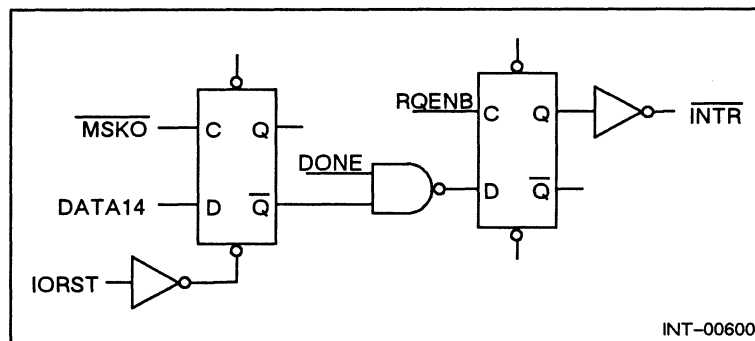 RQENB
C
Q
INTR
MSKO
C
Q
DONE
DATA14
D
Q
D
Q
IORST
INT-00600